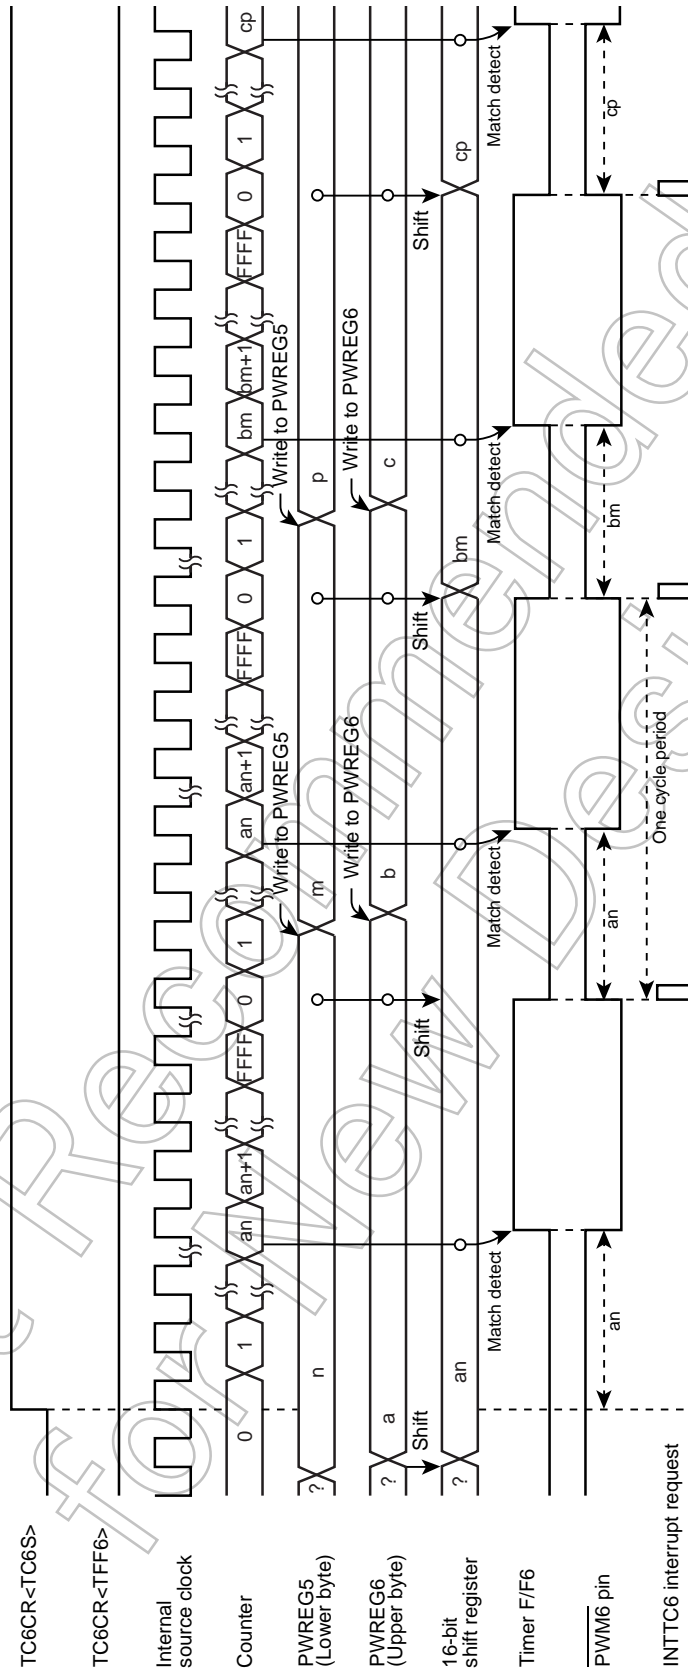 TC6CR<TC6S>
TC6CR<TFF6>
Internal
source clock
Counter
0
1
an
an+1
FFFF
0
1
an
an+1
FFFF
0
1
bm
bm+1
FFFF
0
1
cp
Write to PWREG5
Write to PWREG5
PWREG5
(Lower byte)
?
n
m
p
Write to PWREG6
Write to PWREG6
PWREG6
(Upper byte)
?
a
b
c
Shift
Shift
Shift
Shift
16-bit
shift register
?
an
bm
cp
Match detect
Match detect
Match detect
Match detect
Timer F/F6
PWM6 pin
an
an
bm
cp
One cycle period
INTTC6 interrupt request
Recommended
for New Desi